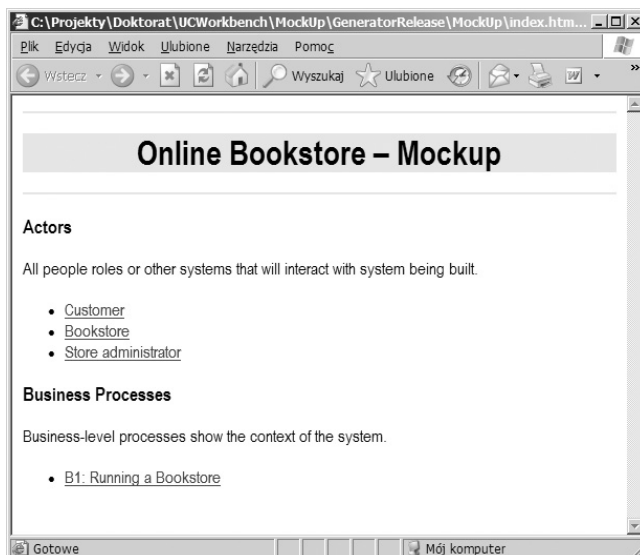 C:\Projekty\Doktorat\UCWorkbench\MockUp\GeneratorRelease\MockUp\index.htm...
Plik Edycja Widok Ulubione Narzędzia Pomoc
Wstecz Wyszukaj Ulubione »
Online Bookstore – Mockup
Actors
All people roles or other systems that will interact with system being built.
• Customer
• Bookstore
• Store administrator
Business Processes
Business-level processes show the context of the system.
• B1: Running a Bookstore
Gotowe Mój komputer